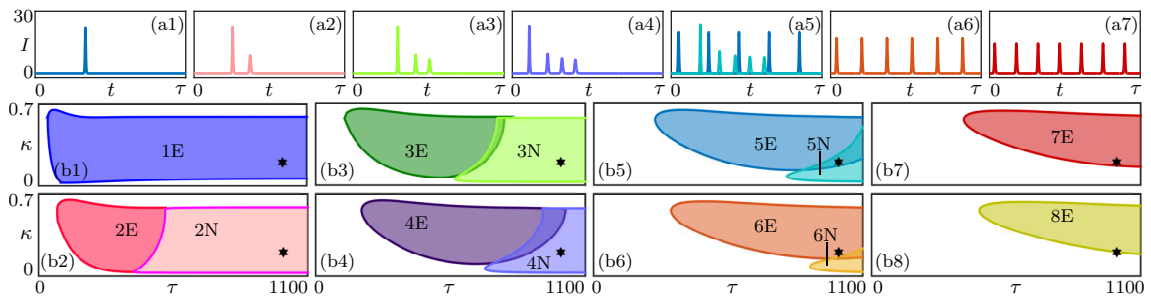 30 (a1) (a2) (a3) (a4) (a5) (a6) (a7)
I
0
0 t τ 0 t τ 0 t τ 0 t τ 0 t τ 0 t τ 0 t τ
0.7 κ 0 (b1) 1E
(b3) 3E 3N
(b5) 5E 5N
(b7) 7E
0.7 κ 0 (b2) 2E 2N
(b4) 4E 4N
(b6) 6E 6N
(b8) 8E
0 τ 1100 0 τ 1100 0 τ 1100 0 τ 1100